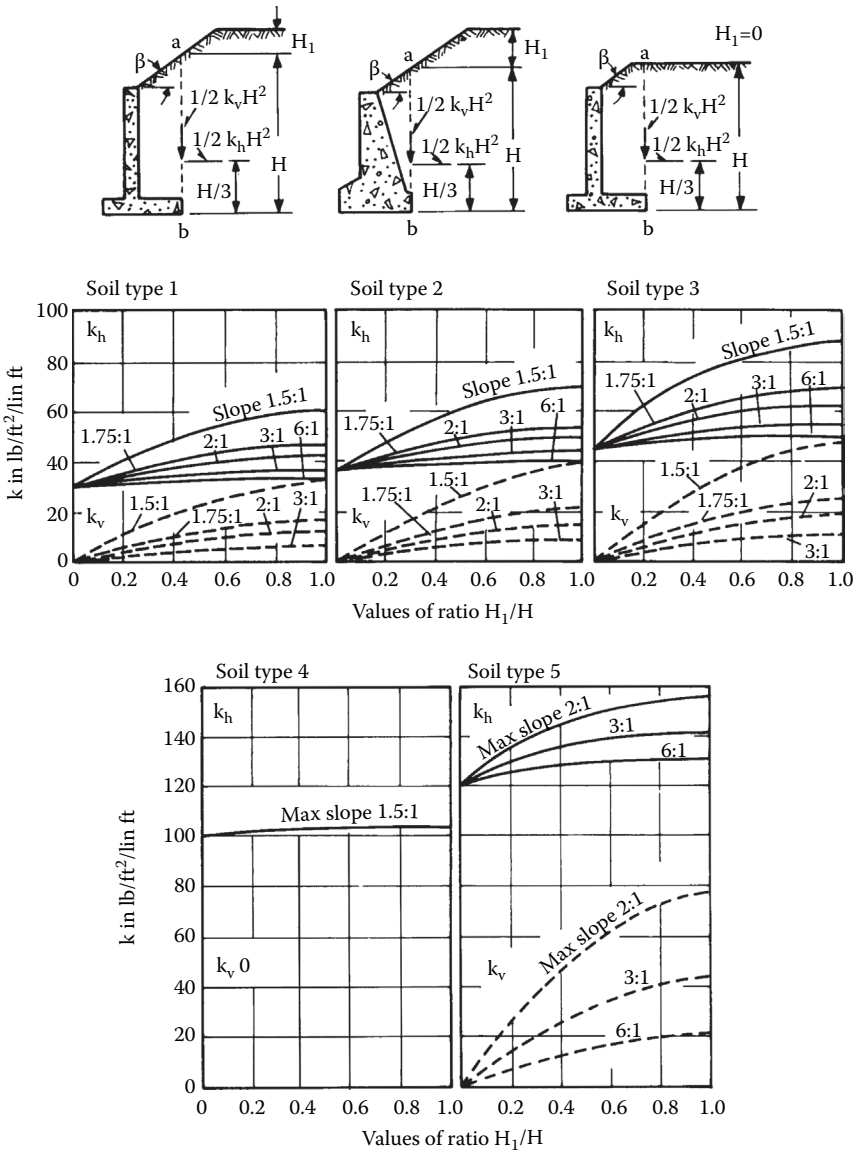 H₁
a
β
1/2 kᵥH²
1/2 kₕH²
H
H/3
b
a
H₁
β
1/2 kᵥH²
1/2 kₕH²
H
H/3
b
H₁=0
a
β
1/2 kᵥH²
1/2 kₕH²
H
H/3
b
Soil type 1
Soil type 2
Soil type 3
k in lb/ft²/lin ft
100
80
60
40
20
0
kₕ
Slope 1.5:1
1.75:1
2:1
3:1
6:1
kᵥ
1.5:1
1.75:1
2:1
3:1
0
0.2
0.4
0.6
0.8
1.0
kₕ
Slope 1.5:1
1.75:1
2:1
3:1
6:1
kᵥ
1.75:1
1.5:1
2:1
3:1
0.2
0.4
0.6
0.8
1.0
kₕ
Slope 1.5:1
1.75:1
2:1
3:1
6:1
kᵥ
1.5:1
1.75:1
2:1
3:1
0.2
0.4
0.6
0.8
1.0
Values of ratio H₁/H
Soil type 4
Soil type 5
k in lb/ft²/lin ft
160
140
120
100
80
60
40
20
0
kₕ
Max slope 1.5:1
kᵥ 0
0
0.2
0.4
0.6
0.8
1.0
kₕ
Max slope 2:1
3:1
6:1
kᵥ
Max slope 2:1
3:1
6:1
0.2
0.4
0.6
0.8
1.0
Values of ratio H₁/H